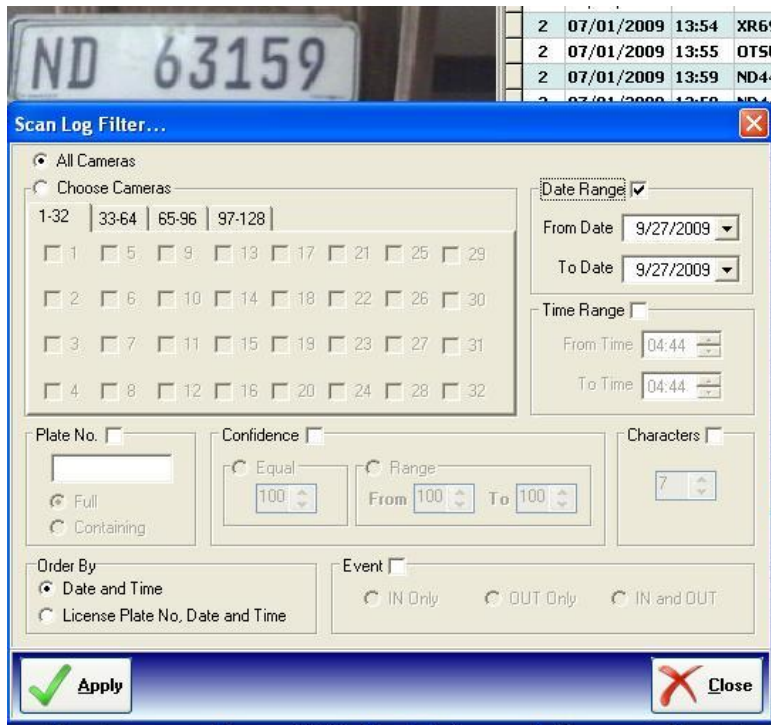 ND 63159
2 07/01/2009 13:54
2 07/01/2009 13:55
2 07/01/2009 13:59
Scan Log Filter...
All Cameras
Choose Cameras
1-32 33-64 65-96 97-128
1 5 9 13 17 21 25 29
2 6 10 14 18 22 26 30
3 7 11 15 19 23 27 31
4 8 12 16 20 24 28 32
Date Range
From Date 9/27/2009
To Date 9/27/2009
Time Range
From Time 04:44
To Time 04:44
Plate No.
Full
Containing
Confidence
Equal
100
Range
From 100 To 100
Characters
7
Order By
Date and Time
License Plate No, Date and Time
Event
IN Only OUT Only IN and OUT
Apply
Close